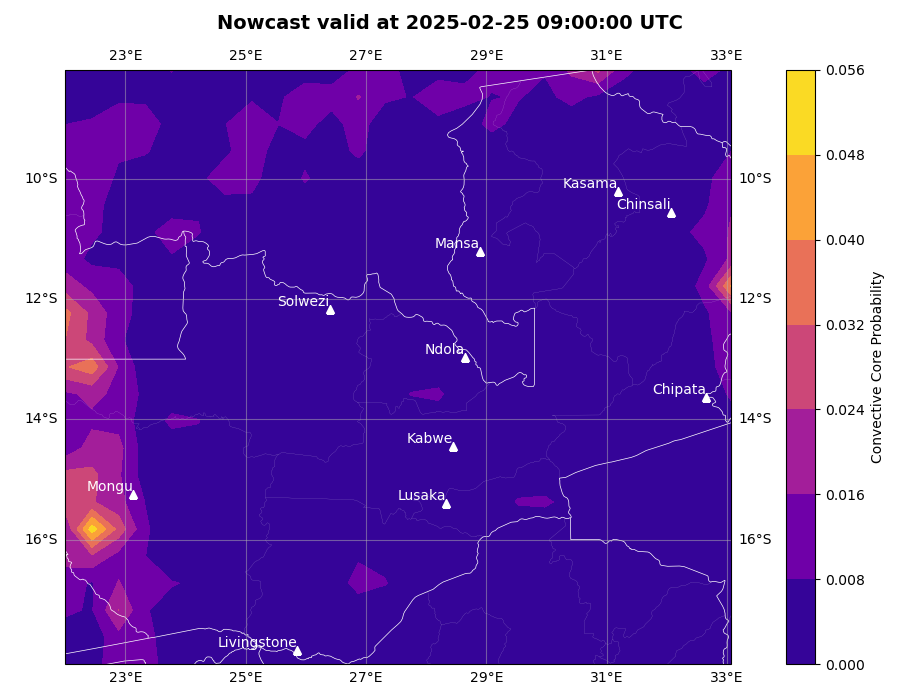 Nowcast valid at 2025-02-25 09:00:00 UTC
23°E 25°E 27°E 29°E 31°E 33°E
0.056
0.048
10°S 10°S
Kasama
Chinsali
Mansa
0.040
12°S 12°S
Solwezi
0.032
Ndola
Chipata
Convective Core Probability
14°S 14°S
0.024
Kabwe
Mongu
Lusaka
0.016
16°S 16°S
0.008
Livingstone
0.000
23°E 25°E 27°E 29°E 31°E 33°E